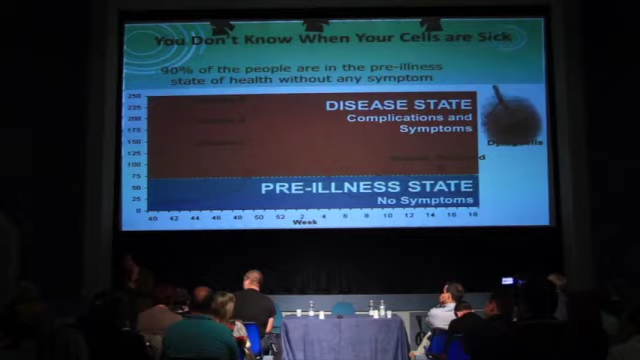 You Don't Know When Your Cells are Sick
90% of the people are in the pre-illness
state of health without any symptom
250
225
200
175
150
125
100
75
50
25
0
DISEASE STATE
Complications and
Symptoms
PRE-ILLNESS STATE
No Symptoms
40 42 44 46 48 50 52 2 4 6 8 10 12 14 16 18
Week